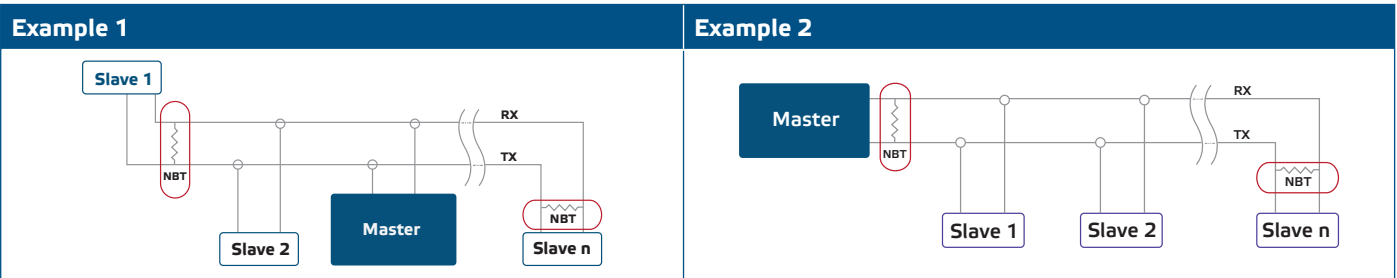 Example 1
Slave 1
RX
TX
NBT
NBT
Slave 2
Master
Slave n
Example 2
Master
RX
TX
NBT
NBT
Slave 1
Slave 2
Slave n